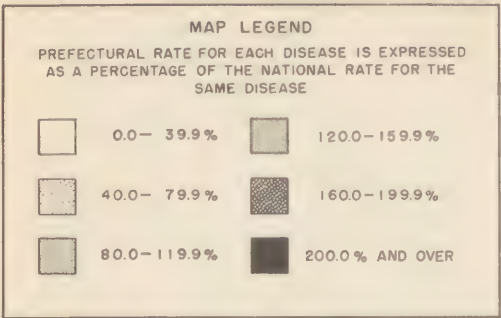 MAP LEGEND
PREFECTURAL RATE FOR EACH DISEASE IS EXPRESSED
AS A PERCENTAGE OF THE NATIONAL RATE FOR THE
SAME DISEASE
0.0 - 39.9 %
40.0 - 79.9 %
80.0 - 119.9 %
120.0 - 159.9 %
160.0 - 199.9 %
200.0 % AND OVER